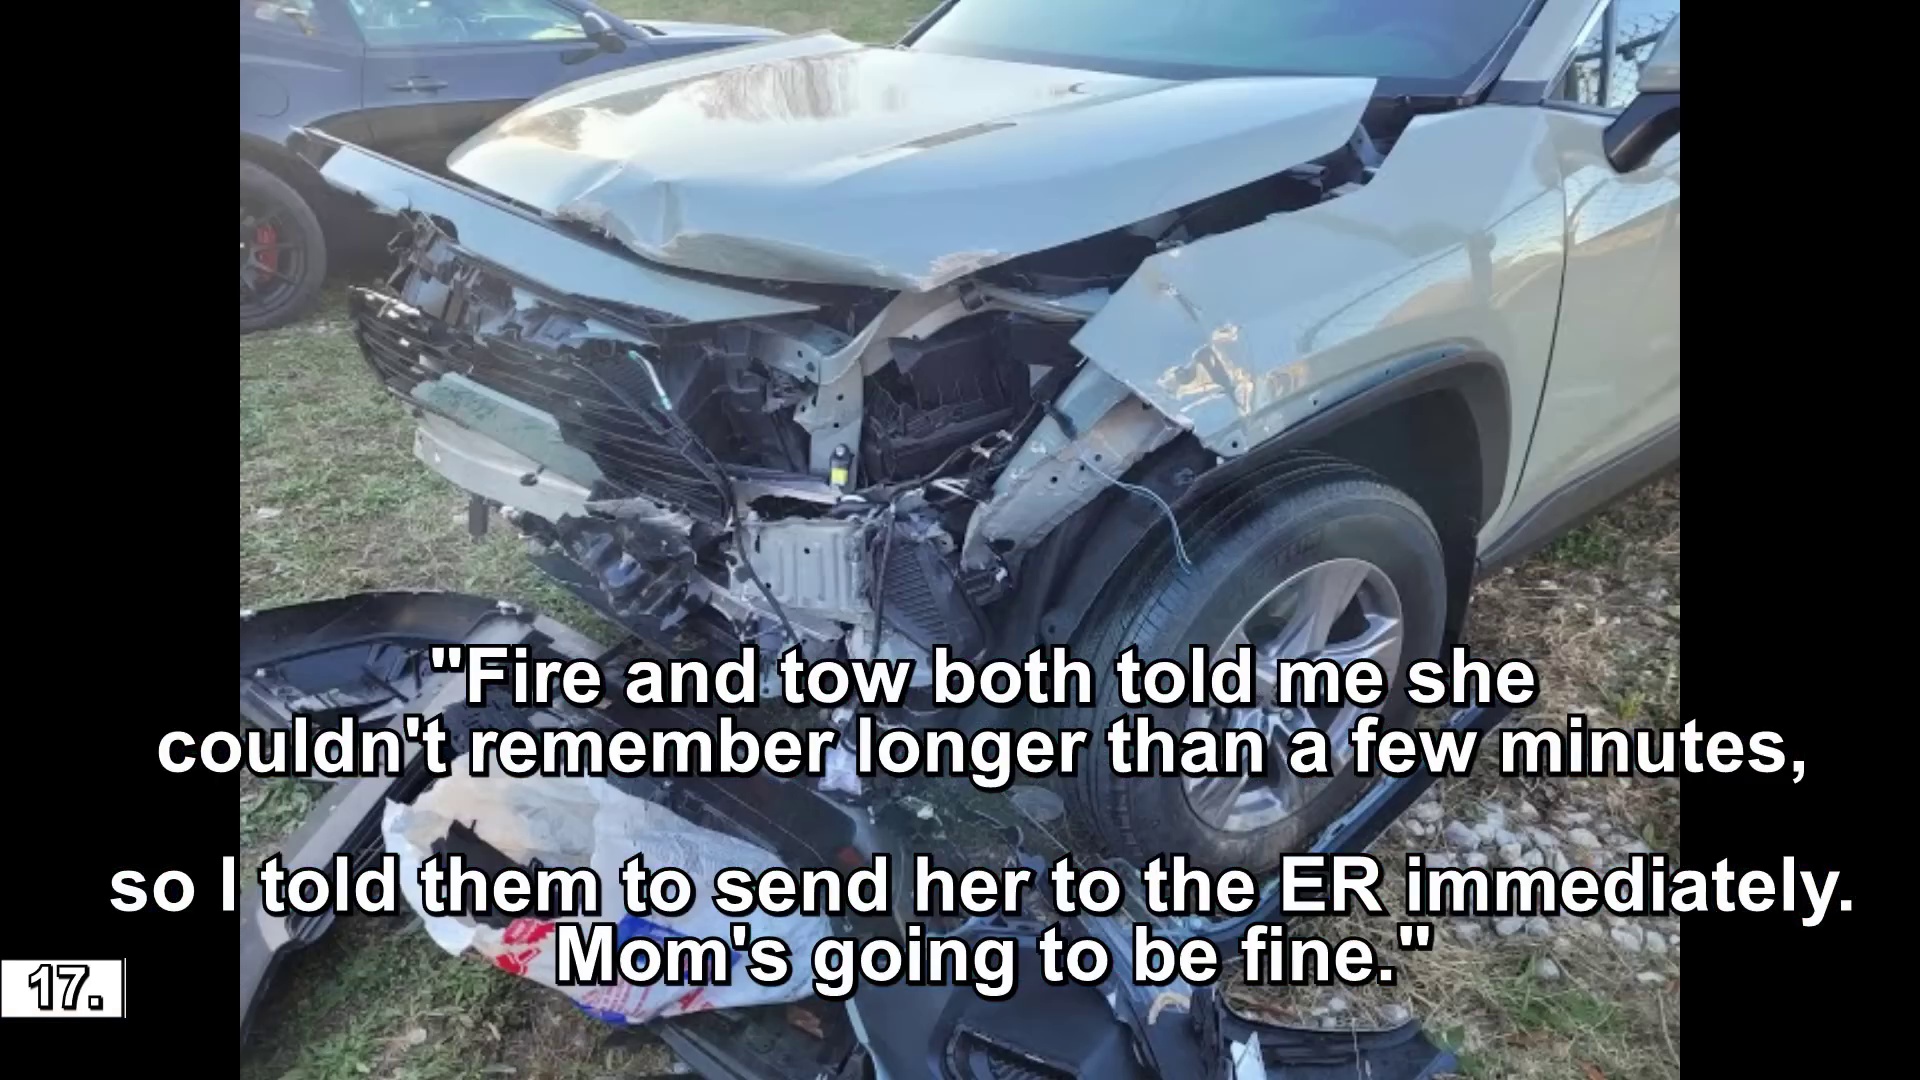 "Fire and tow both told me she
couldn't remember longer than a few minutes,
so I told them to send her to the ER immediately.
Mom's going to be fine."
17.